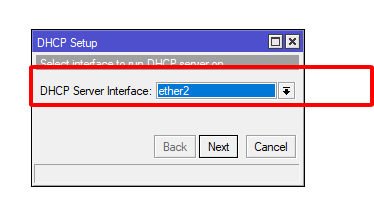 DHCP Setup
Select interface to run DHCP server on
DHCP Server Interface: ether2
Back Next Cancel